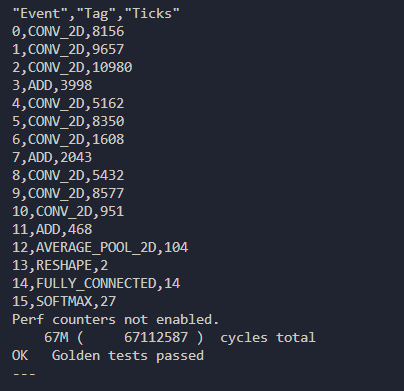 "Event","Tag","Ticks"
0,CONV_2D,8156
1,CONV_2D,9657
2,CONV_2D,10980
3,ADD,3998
4,CONV_2D,5162
5,CONV_2D,8350
6,CONV_2D,1608
7,ADD,2043
8,CONV_2D,5432
9,CONV_2D,8577
10,CONV_2D,951
11,ADD,468
12,AVERAGE_POOL_2D,104
13,RESHAPE,2
14,FULLY_CONNECTED,14
15,SOFTMAX,27
Perf counters not enabled.
    67M (     67112587 )  cycles total
OK   Golden tests passed
---